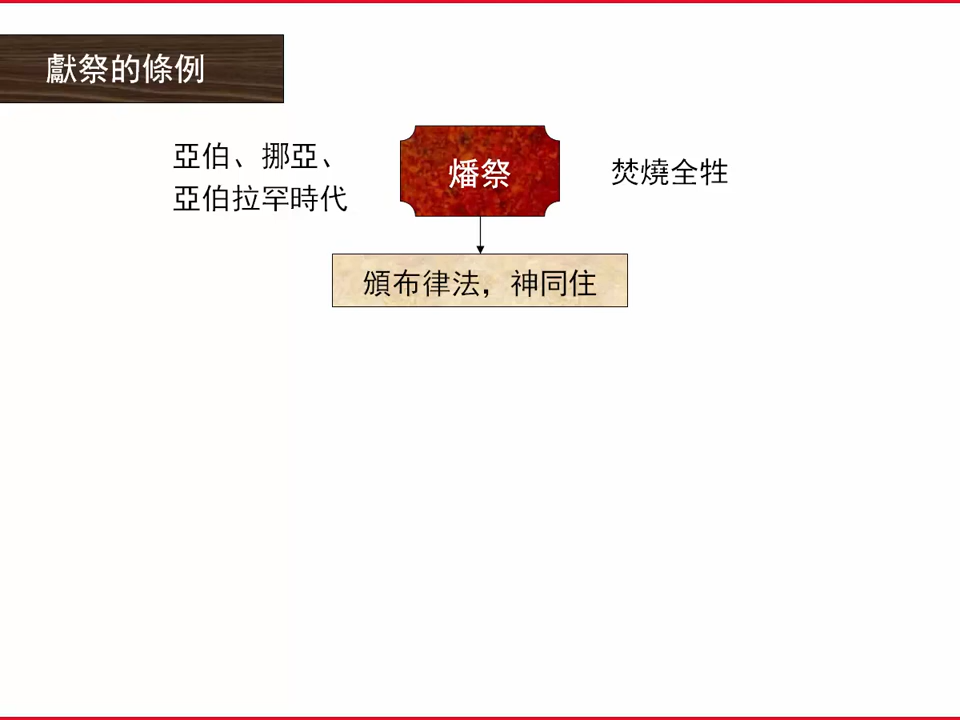 獻祭的條例
亞伯、挪亞、
亞伯拉罕時代
燔祭
焚燒全牲
頒布律法，神同住